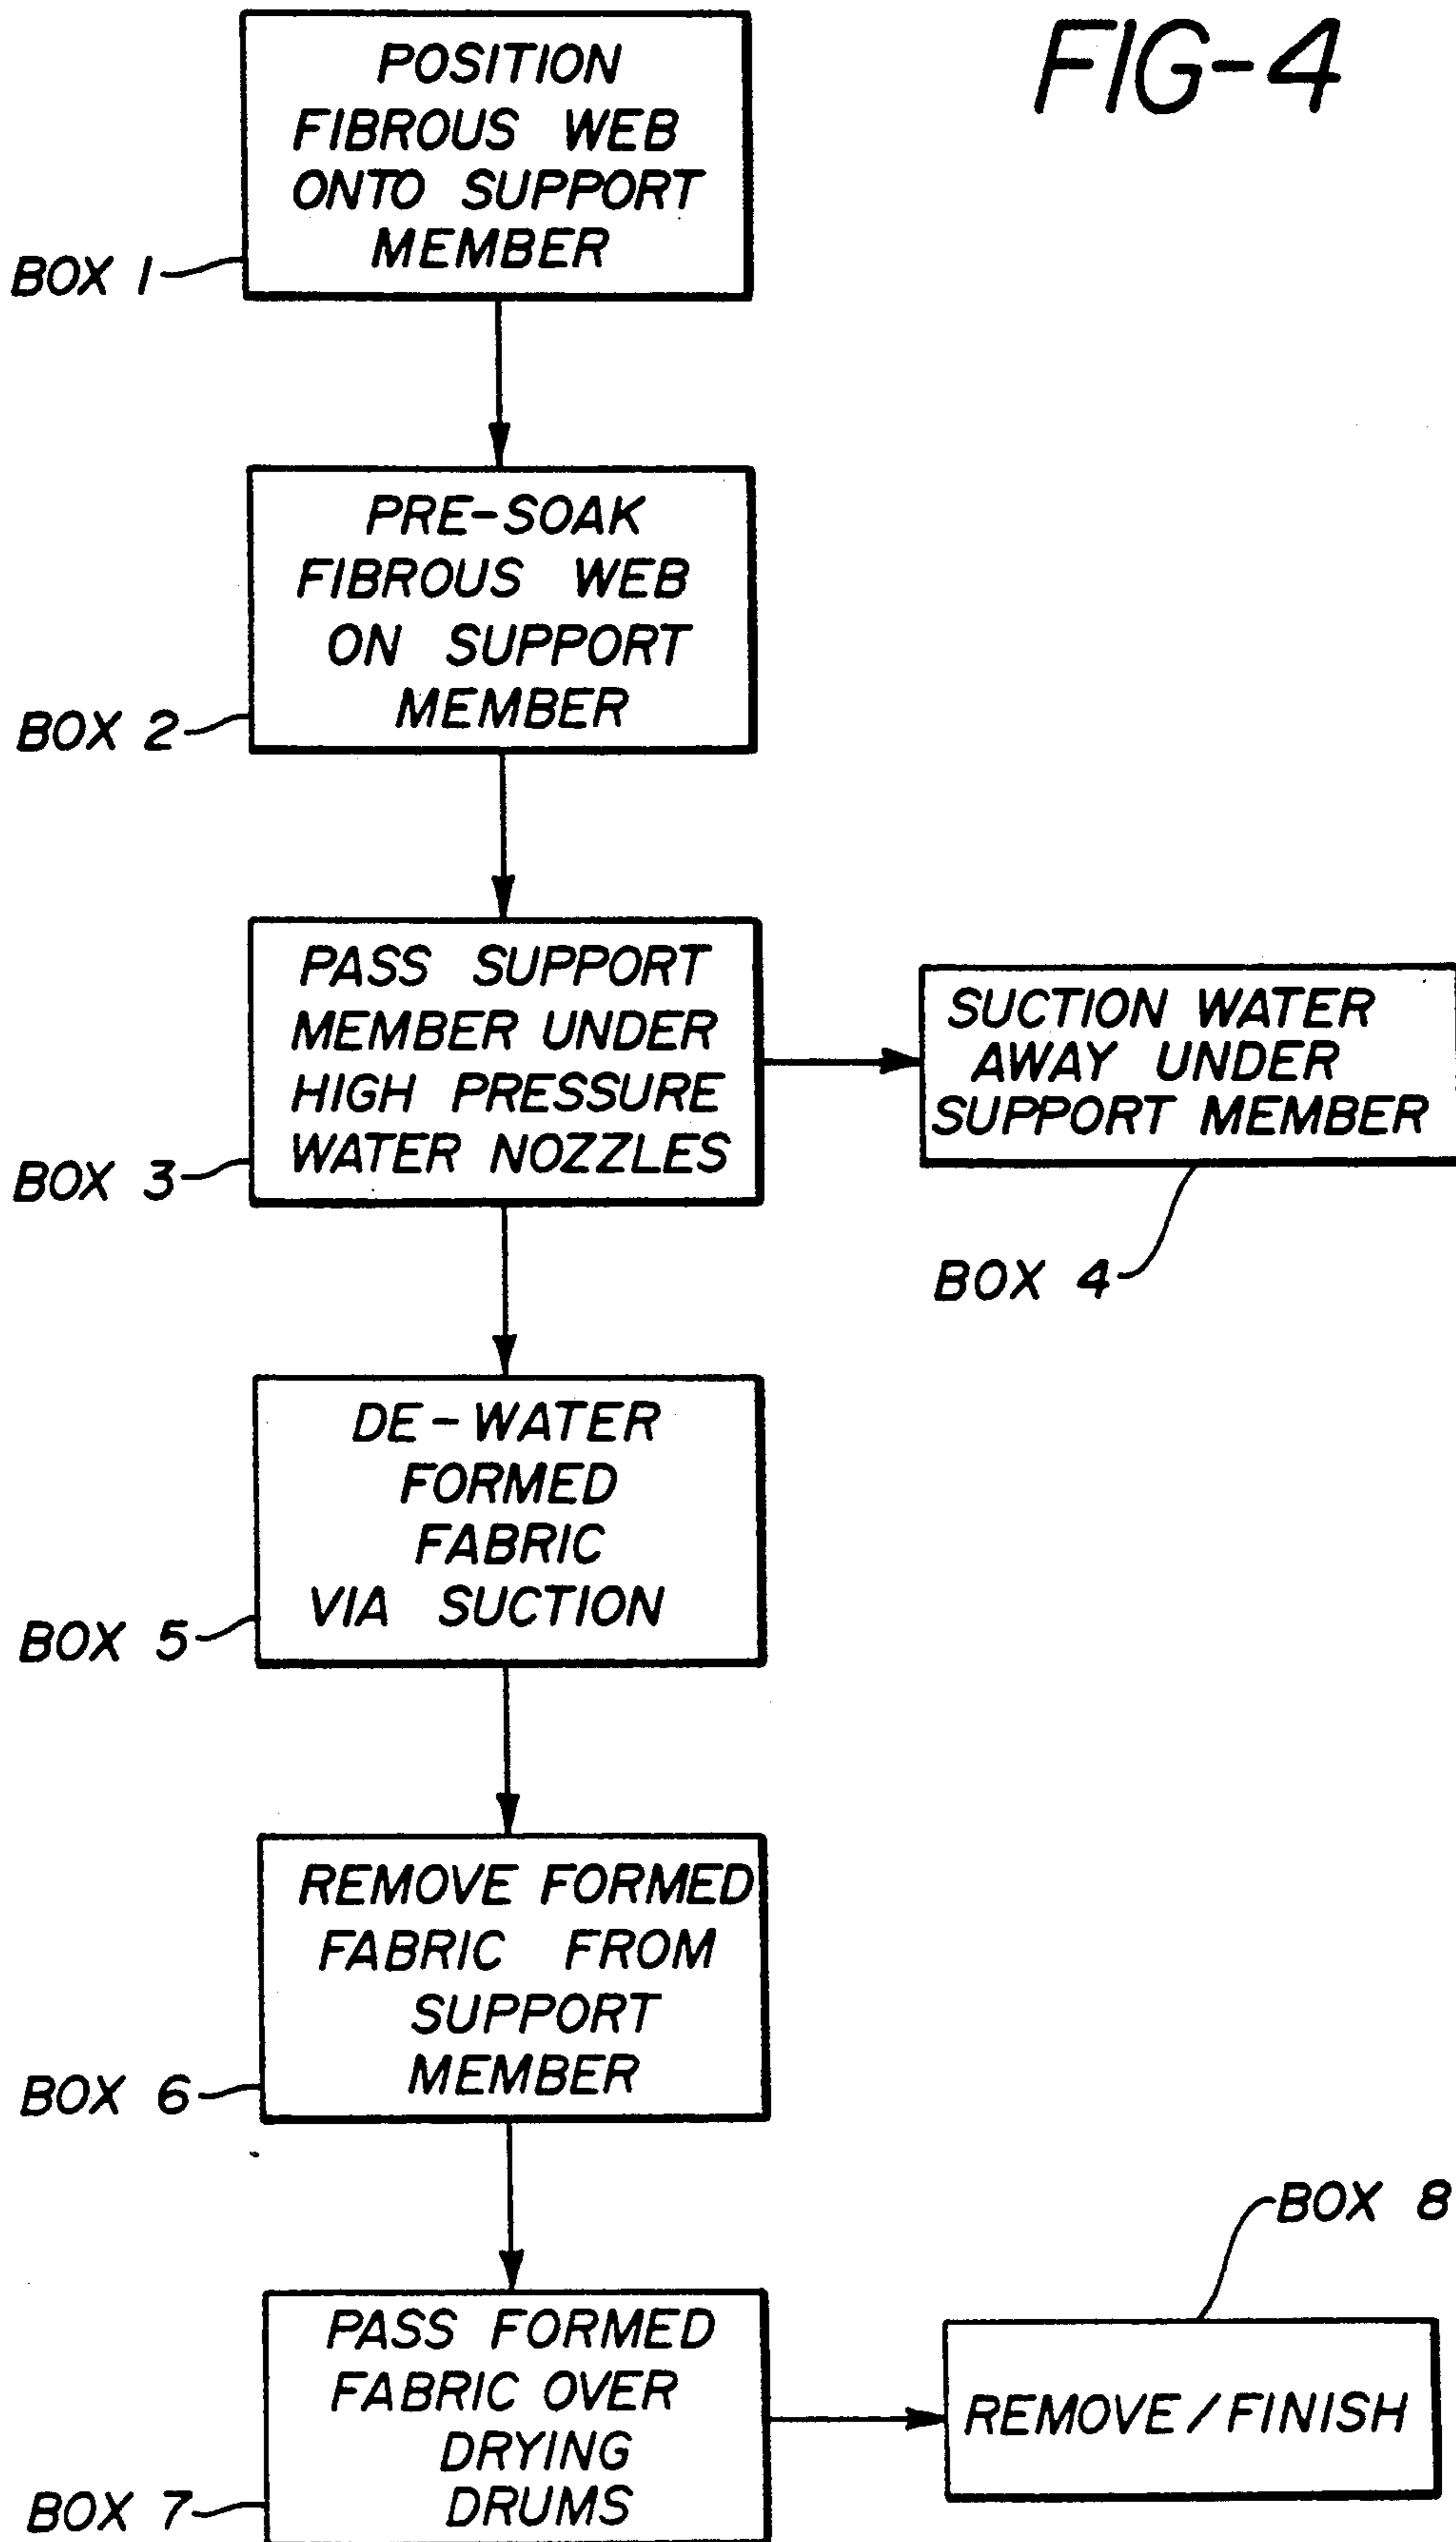 FIG-4
POSITION
FIBROUS WEB
ONTO SUPPORT
MEMBER
BOX 1
PRE-SOAK
FIBROUS WEB
ON SUPPORT
MEMBER
BOX 2
PASS SUPPORT
MEMBER UNDER
HIGH PRESSURE
WATER NOZZLES
BOX 3
SUCTION WATER
AWAY UNDER
SUPPORT MEMBER
BOX 4
DE-WATER
FORMED
FABRIC
VIA SUCTION
BOX 5
REMOVE FORMED
FABRIC FROM
SUPPORT
MEMBER
BOX 6
PASS FORMED
FABRIC OVER
DRYING
DRUMS
BOX 7
BOX 8
REMOVE/FINISH